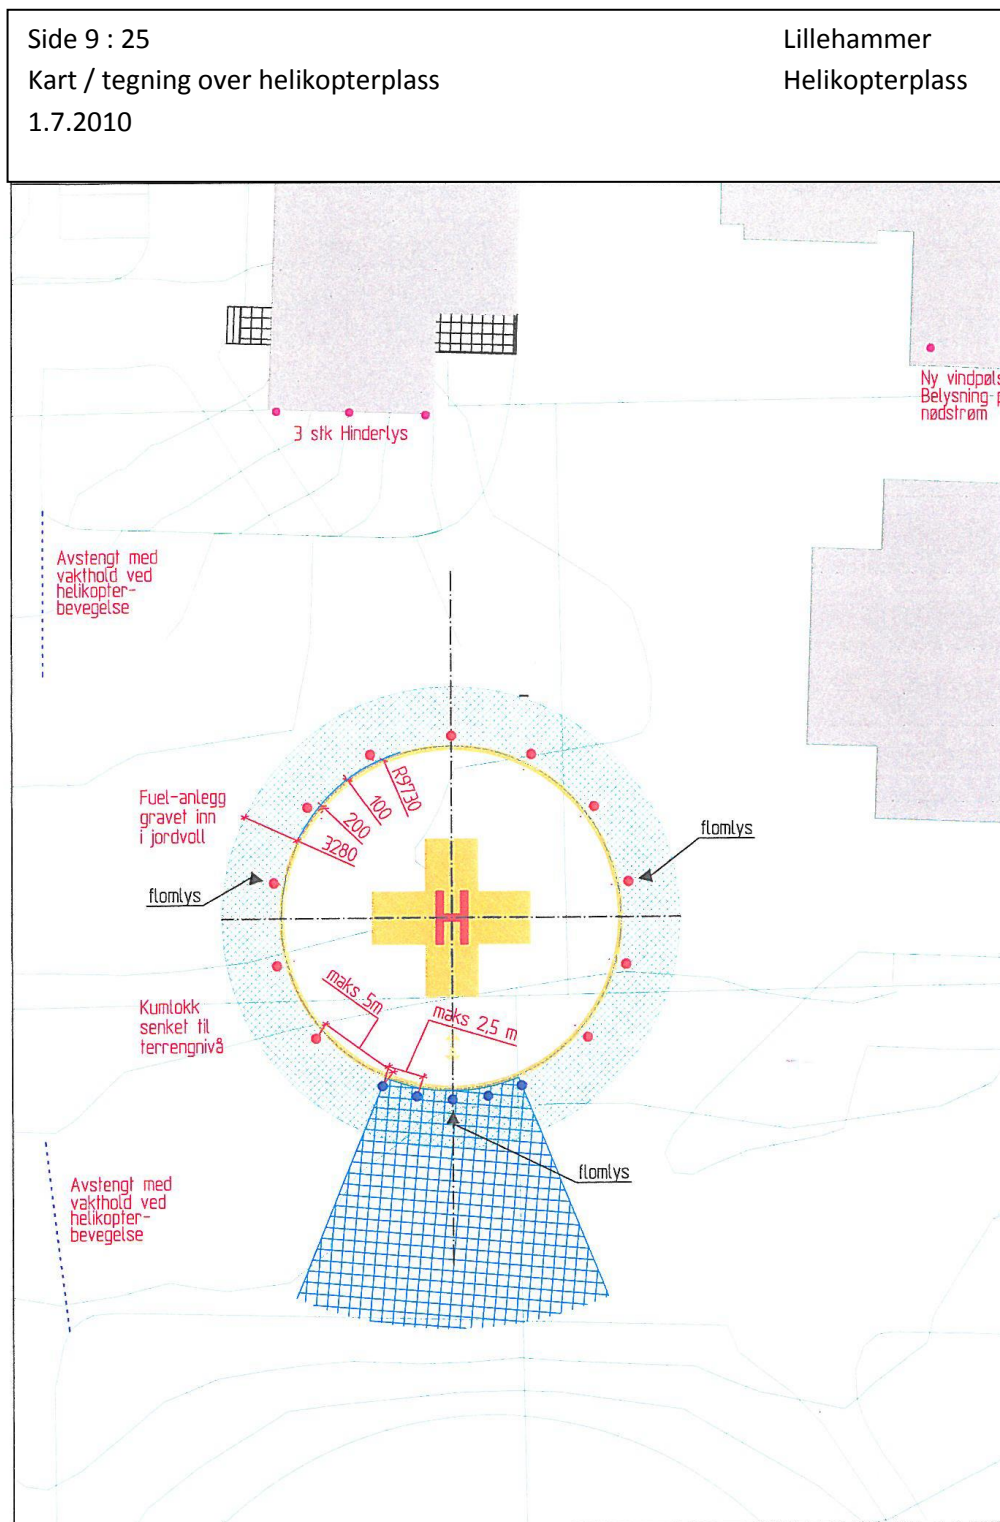 Side 9 : 25
Lillehammer
Kart / tegning over helikopterplass
Helikopterplass
1.7.2010
3 stk Hinderlys
Ny vindpøls
Belysning
nødstrøm
Avstengt med
vakthold ved
helikopter-
bevegelse
Fuel-anlegg
gravet inn
i jordvoll
R9730
100
200
3280
flomlys
flomlys
H
Kumlokk
senket til
terrengnivå
maks 5m
maks 2,5 m
flomlys
Avstengt med
vakthold ved
helikopter-
bevegelse